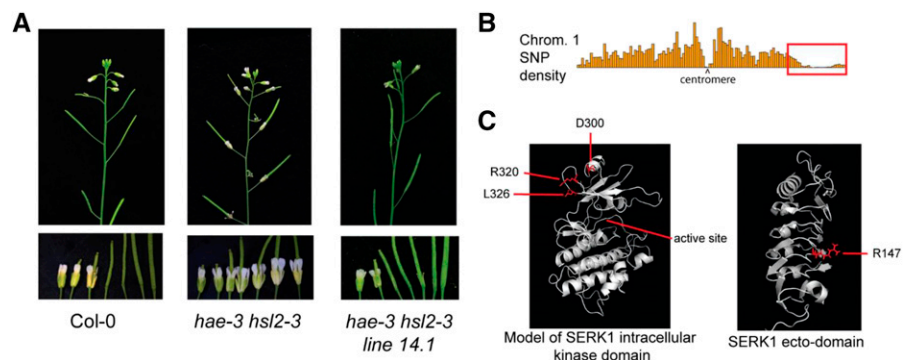 A
Col-0
hae-3 hsl2-3
hae-3 hsl2-3
line 14.1
B
Chrom. 1
SNP
density
^
centromere
C
D300
R320
L326
active site
R147
Model of SERK1 intracellular
kinase domain
SERK1 ecto-domain